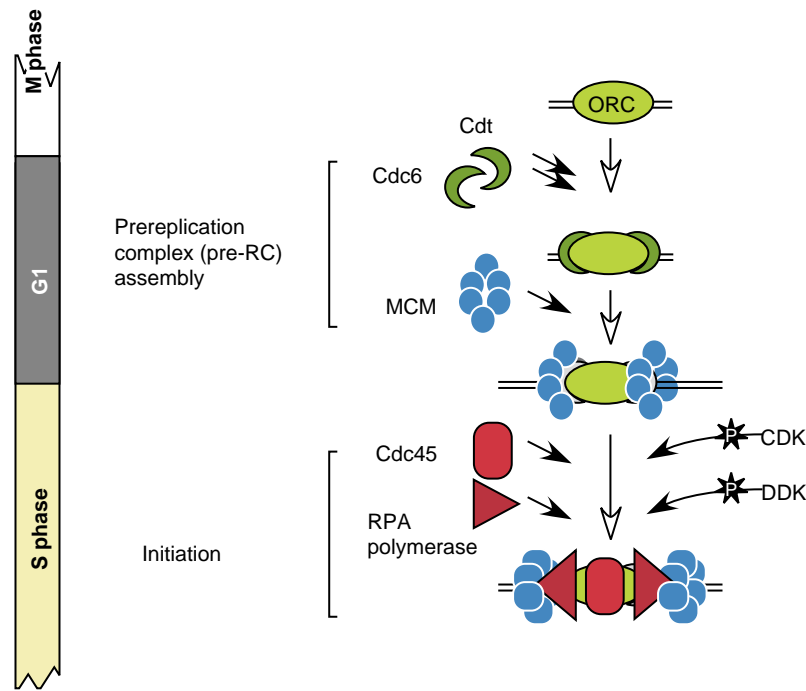 M phase
G1
S phase
ORC
Cdt
Cdc6
Prereplication
complex (pre-RC)
assembly
MCM
Cdc45
P
CDK
P
DDK
RPA
polymerase
Initiation